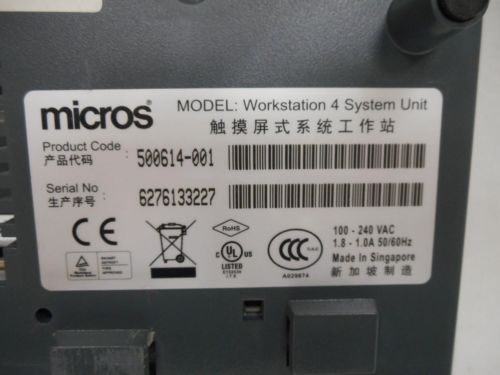 micros®
MODEL: Workstation 4 System Unit
触摸屏式系统工作站
Product Code
产品代码 : 500614-001
Serial No
生产序号 : 6276133227
CE
RoHS
c UL US
LISTED
CCC
A029874
100 - 240 VAC
1.8 - 1.0A 50/60Hz
Made In Singapore
新加坡制造